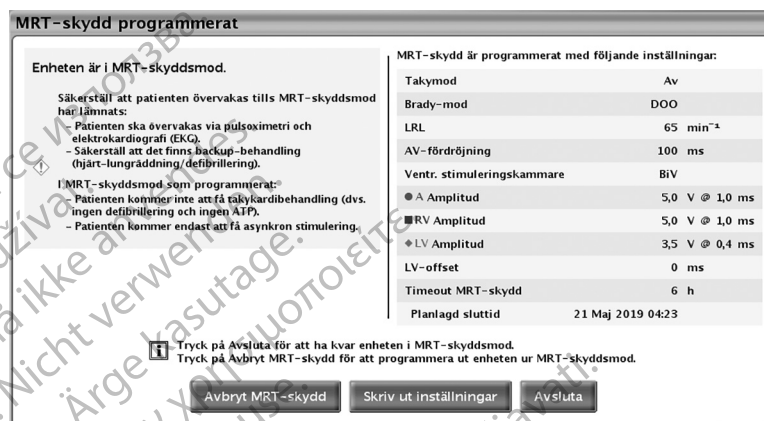 MRT-skydd programmerat
Enheten är i MRT-skyddsmod.
Säkerställ att patienten övervakas tills MRT-skyddsmod
har lämnats:
- Patienten ska övervakas via pulsoximetri och
elektrokardiografi (EKG).
- Säkerställ att det finns backup-behandling
(hjärt-lungräddning/defibrillering).
I MRT-skyddsmod som programmerat:
- Patienten kommer inte att få takykardibehandling (dvs.
ingen defibrillering och ingen ATP).
- Patienten kommer endast att få asynkron stimulering.
MRT-skydd är programmerat med följande inställningar:
Takymod Av
Brady-mod DOO
LRL 65 min⁻¹
AV-fördröjning 100 ms
Ventr. stimuleringskammare BiV
A Amplitud 5,0 V @ 1,0 ms
RV Amplitud 5,0 V @ 1,0 ms
LV Amplitud 3,5 V @ 0,4 ms
LV-offset 0 ms
Timeout MRT-skydd 6 h
Planlagd sluttid 21 Maj 2019 04:23
Tryck på Avsluta för att ha kvar enheten i MRT-skyddsmod.
Tryck på Avbryt MRT-skydd för att programmera ut enheten ur MRT-skyddsmod.
Avbryt MRT-skydd Skriv ut inställningar Avsluta
ikke anvendes.
Nicht verwenden.
Ärge kasutage.